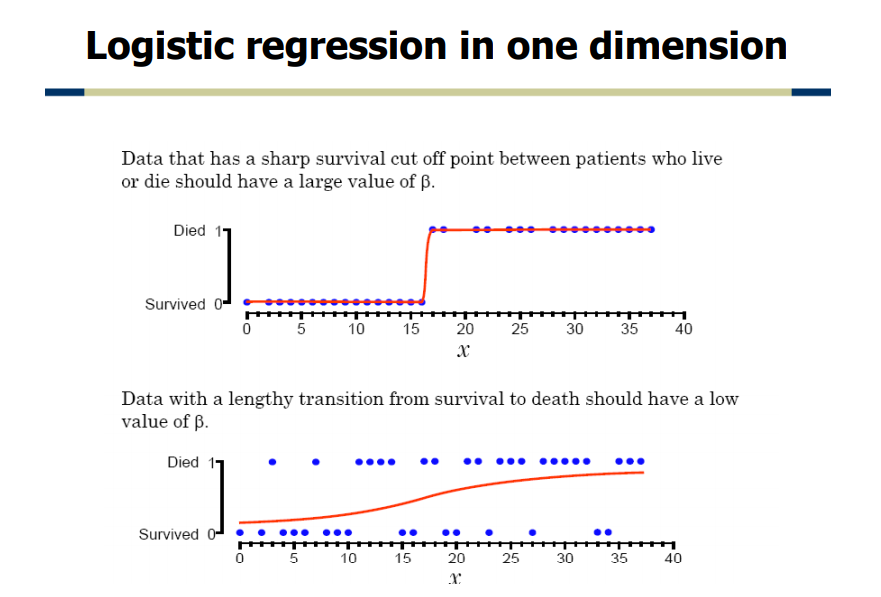 Logistic regression in one dimension
Data that has a sharp survival cut off point between patients who live
or die should have a large value of β.
Died 1
Survived 0
0 5 10 15 20 25 30 35 40
x
Data with a lengthy transition from survival to death should have a low
value of β.
Died 1
Survived 0
0 5 10 15 20 25 30 35 40
x